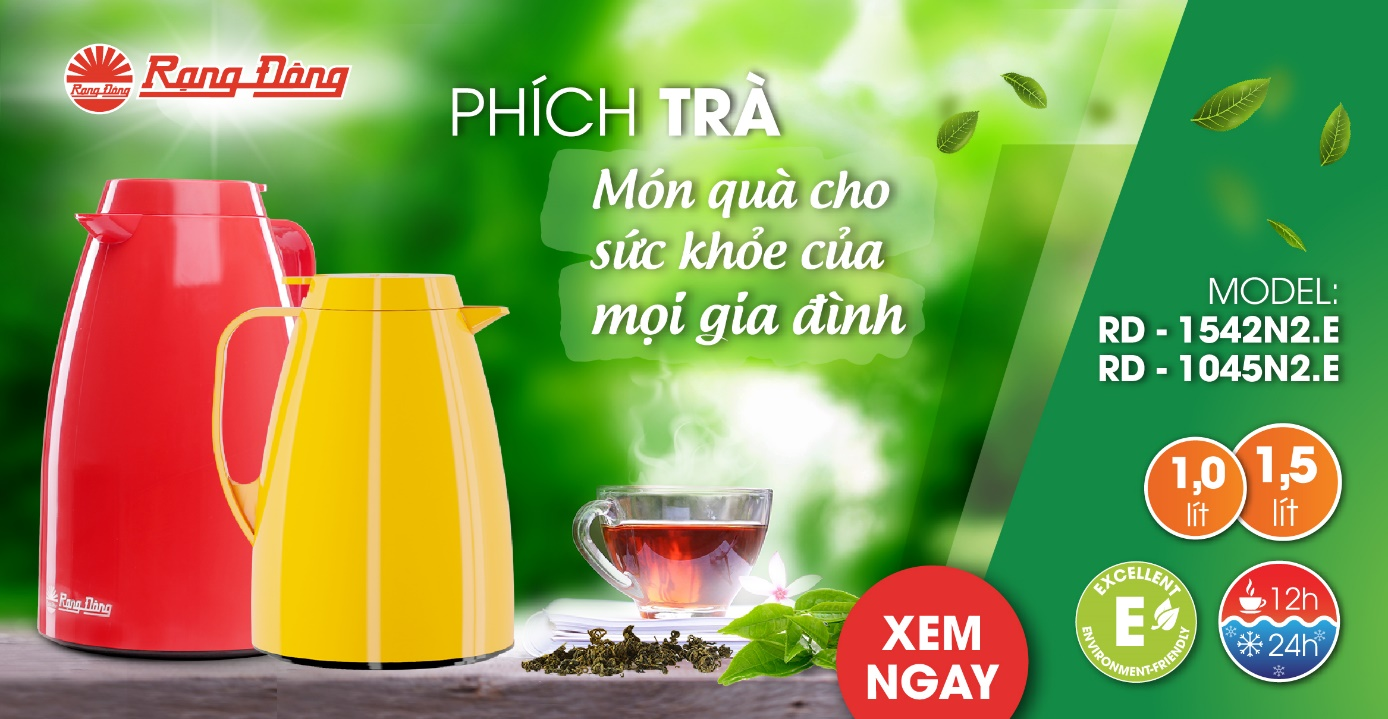 Rạng Đông
Rạng Đông
PHÍCH TRÀ
Món quà cho
sức khỏe của
mọi gia đình
MODEL:
RD - 1542N2.E
RD - 1045N2.E
1,0
lít
1,5
lít
EXCELLENT
E
ENVIRONMENT-FRIENDLY
12h
24h
Rạng Đông
XEM
NGAY